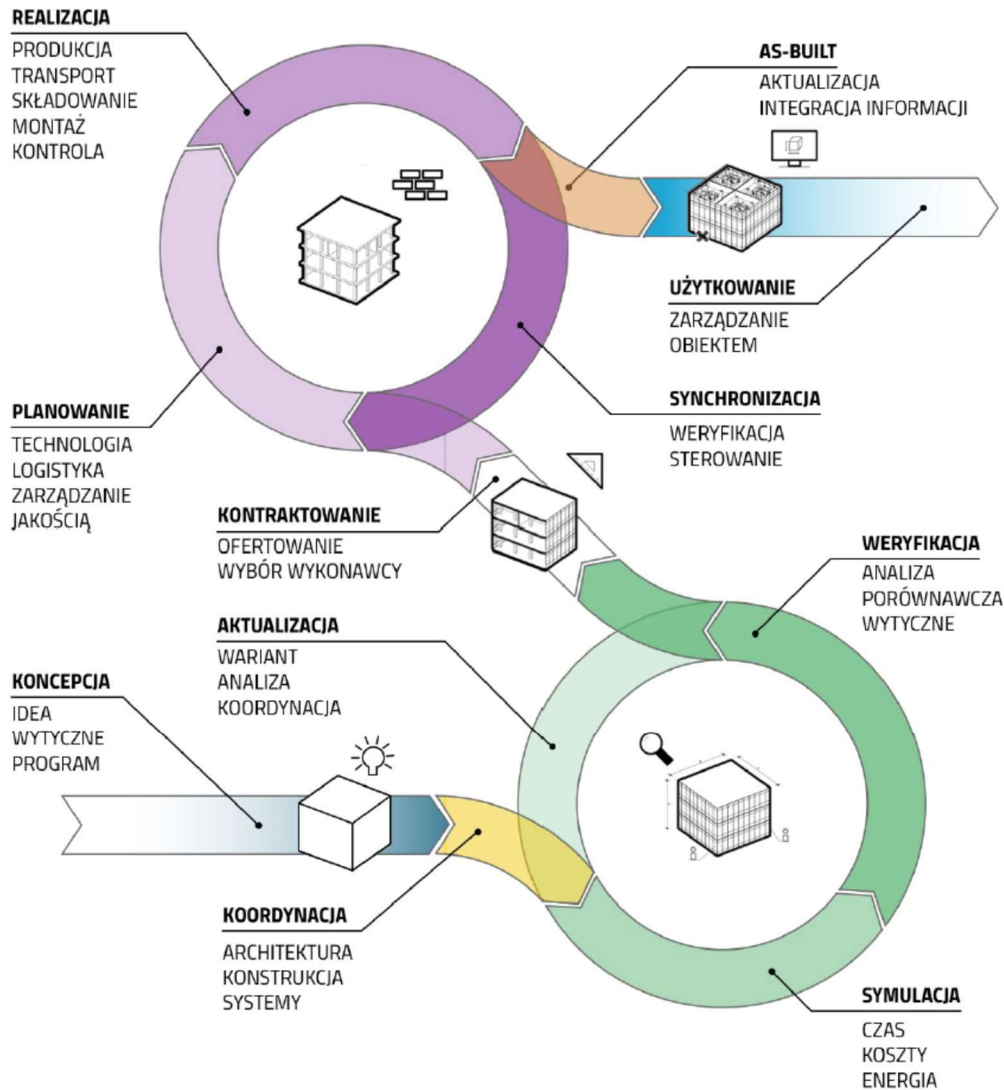 REALIZACJA
PRODUKCJA
TRANSPORT
SKŁADOWANIE
MONTAŻ
KONTROLA
AS-BUILT
AKTUALIZACJA
INTEGRACJA INFORMACJI
UŻYTKOWANIE
ZARZĄDZANIE
OBIEKTEM
SYNCHRONIZACJA
WERYFIKACJA
STEROWANIE
PLANOWANIE
TECHNOLOGIA
LOGISTYKA
ZARZĄDZANIE
JAKOŚCIĄ
KONTRAKTOWANIE
OFERTOWANIE
WYBÓR WYKONAWCY
WERYFIKACJA
ANALIZA
PORÓWNAWCZA
WYTYCZNE
AKTUALIZACJA
WARIANT
ANALIZA
KOORDYNACJA
KONCEPCJA
IDEA
WYTYCZNE
PROGRAM
KOORDYNACJA
ARCHITEKTURA
KONSTRUKCJA
SYSTEMY
SYMULACJA
CZAS
KOSZTY
ENERGIA